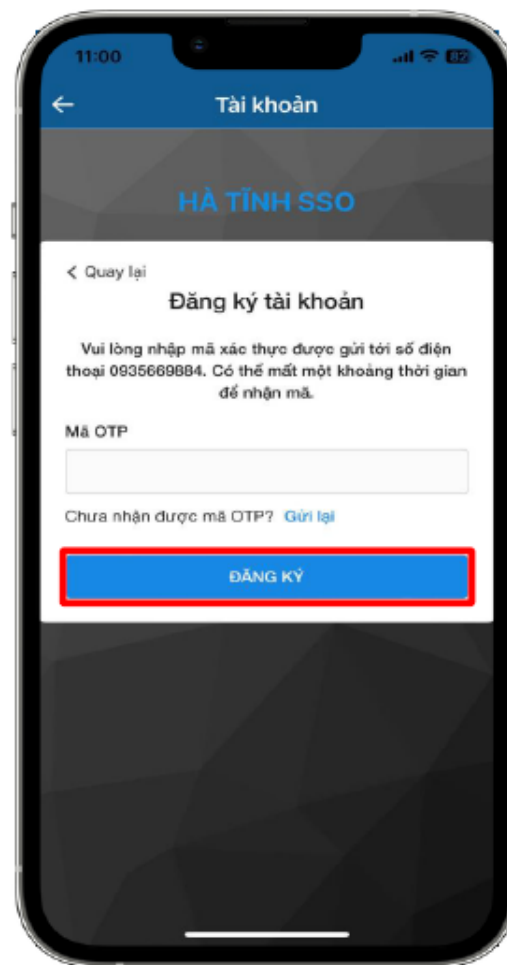 11:00
82
Tài khoản
HÀ TĨNH SSO
Quay lại
Đăng ký tài khoản
Vui lòng nhập mã xác thực được gửi tới số điện
thoại 0935669884. Có thể mất một khoảng thời gian
để nhận mã.
Mã OTP
Chưa nhận được mã OTP? Gửi lại
ĐĂNG KÝ